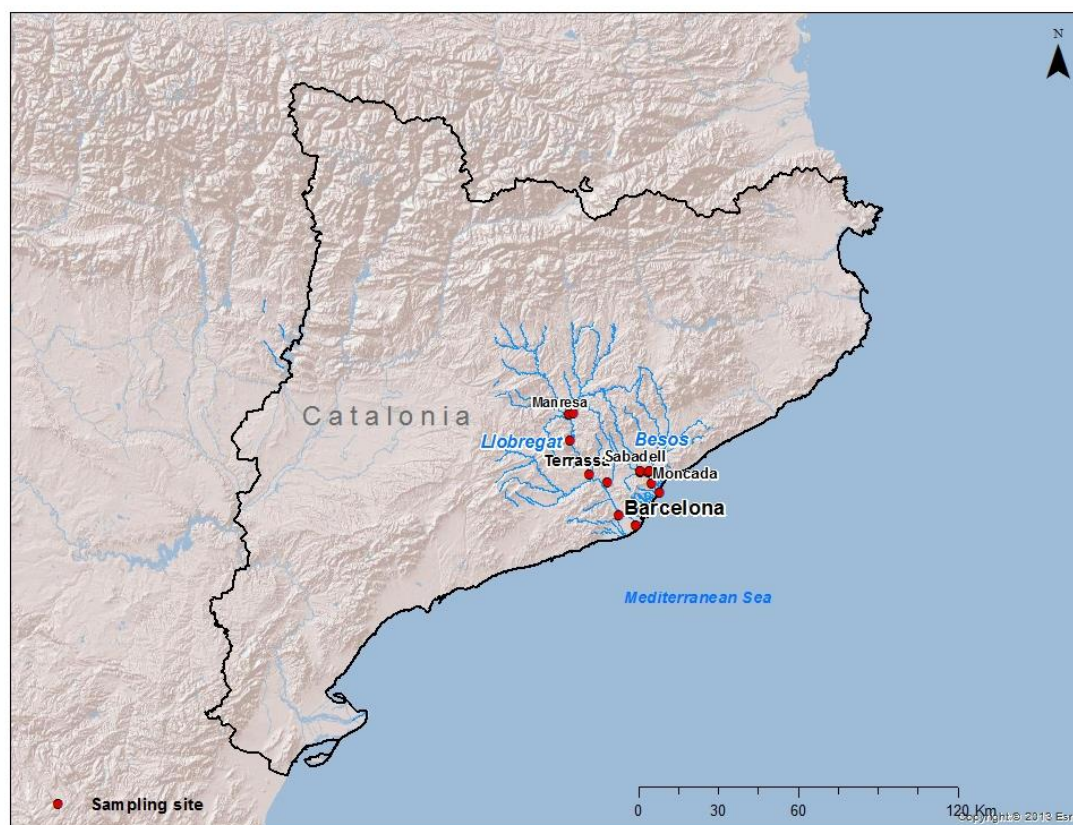 N
Manresa
Catalonia
Llobregat
Besos
Sabadell
Terrassa
Moncada
Barcelona
Mediterranean Sea
Sampling site
0 30 60 120 Km
Copyright:© 2013 Esr